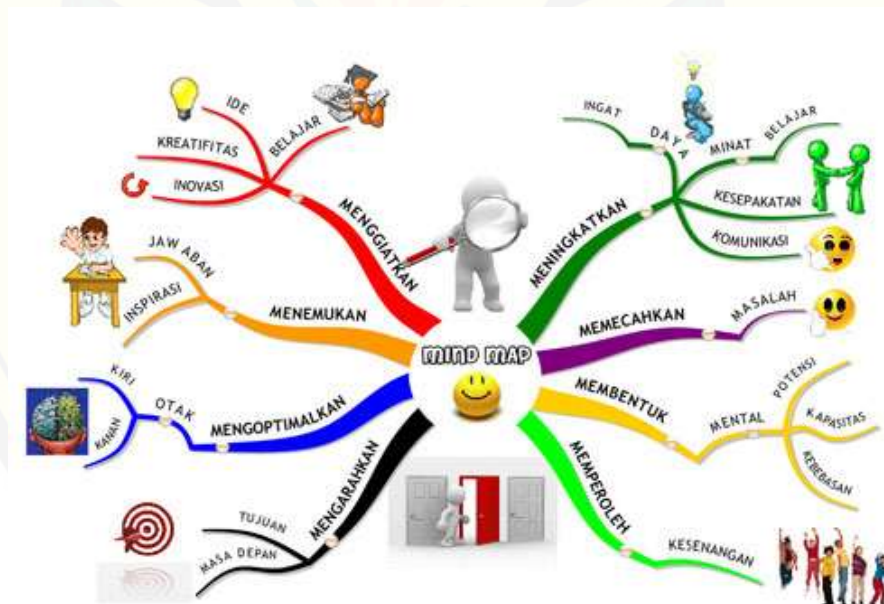 MIND MAP
MENGGIATKAN
IDE
KREATIFITAS
INOVASI
BELAJAR
MENEMUKAN
JAWABAN
INSPIRASI
MENGOPTIMALKAN
OTAK
KIRI
KANAN
MENGARAHKAN
TUJUAN
MASA DEPAN
MENINGKATKAN
DAYA
INGAT
MINAT
BELAJAR
KESEPAKATAN
KOMUNIKASI
MEMECAHKAN
MASALAH
MEMBENTUK
MENTAL
POTENSI
KAPASITAS
KEBEBASAN
MEMPEROLEH
KESENANGAN